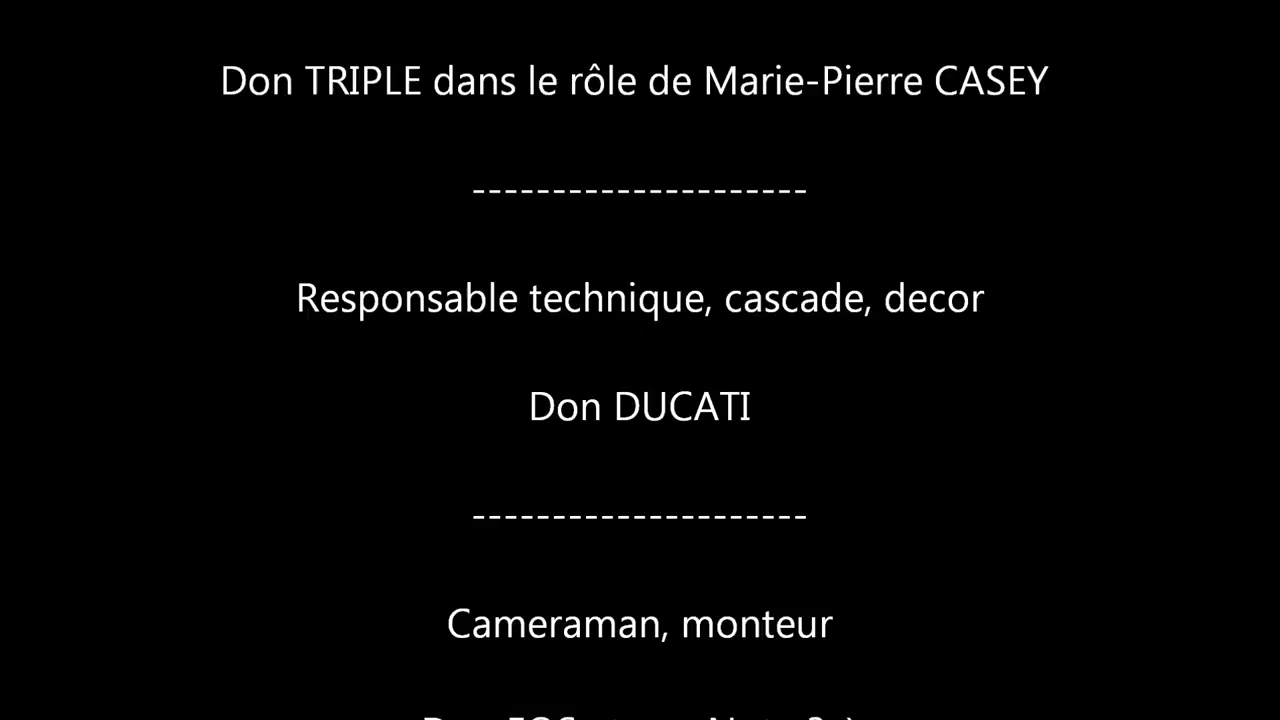 Don TRIPLE dans le rôle de Marie-Pierre CASEY
---------------------
Responsable technique, cascade, decor
Don DUCATI
---------------------
Cameraman, monteur